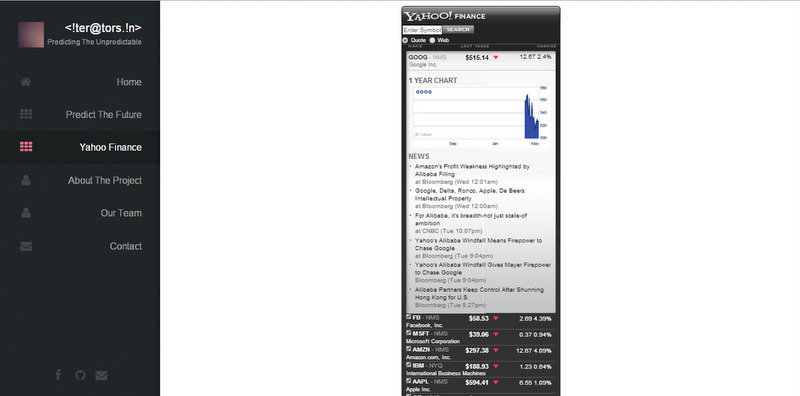 <!ter@tors.!n>
Predicting The Unpredictable
Home
Predict The Future
Yahoo Finance
About The Project
Our Team
Contact
YAHOO! FINANCE
Enter Symbol SEARCH
Quote Web
NAME LAST TRADE CHANGE
GOOG - NMS $515.14 12.67 2.4%
Google Inc.
1 YEAR CHART
GOOG
580
560
540
520
500
© Yahoo!
Sep Jan May
NEWS
Amazon's Profit Weakness Highlighted by
Alibaba Filing
at Bloomberg (Wed 12:01am)
Google, Delta, Ronco, Apple, De Beers:
Intellectual Property
at Bloomberg (Wed 12:00am)
For Alibaba, it's breadth-not just scale-of
ambition
at CNBC (Tue 10:07pm)
Yahoo's Alibaba Windfall Means Firepower to
Chase Google
at Bloomberg (Tue 9:04pm)
Yahoo's Alibaba Windfall Gives Mayer Firepower
to Chase Google
Bloomberg (Tue 9:04pm)
Alibaba Partners Keep Control After Shunning
Hong Kong for U.S.
Bloomberg (Tue 8:27pm)
FB - NMS $58.53 2.69 4.39%
Facebook, Inc.
MSFT - NMS $39.06 0.37 0.94%
Microsoft Corporation
AMZN - NMS $297.38 12.67 4.09%
Amazon.com, Inc.
IBM - NYQ $188.93 1.23 0.64%
International Business Machines
AAPL - NMS $594.41 6.55 1.09%
Apple Inc.